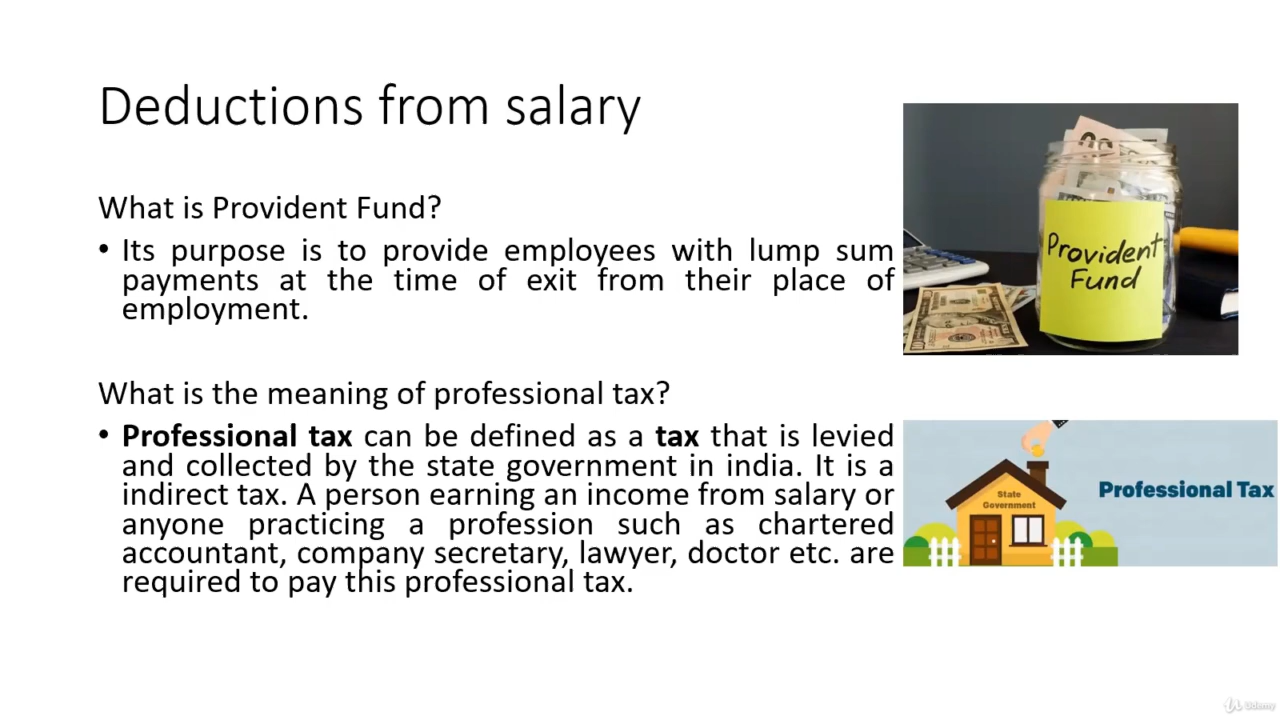 Deductions from salary
What is Provident Fund?
• Its purpose is to provide employees with lump sum
payments at the time of exit from their place of
employment.
What is the meaning of professional tax?
• Professional tax can be defined as a tax that is levied
and collected by the state government in india. It is a
indirect tax. A person earning an income from salary or
anyone practicing a profession such as chartered
accountant, company secretary, lawyer, doctor etc. are
required to pay this professional tax.
Provident
Fund
State
Government
Professional Tax
Udemy